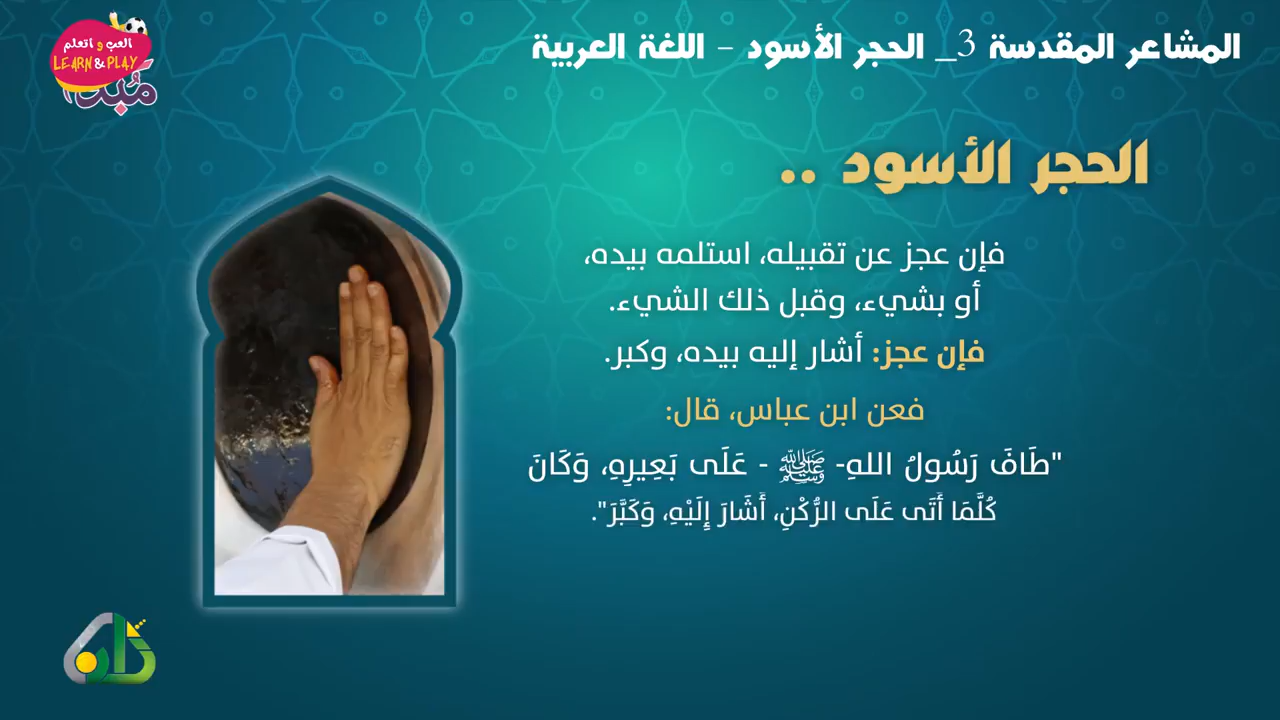 المشاعر المقدسة 3_ الحجر الأسود - اللغة العربية
العب و اتعلم
LEARN & PLAY
الحجر الأسود ..
فإن عجز عن تقبيله، استلمه بيده،
أو بشيء، وقبل ذلك الشيء.
فإن عجز: أشار إليه بيده، وكبر.
فعن ابن عباس، قال:
"طَافَ رَسُولُ اللهِ- ﷺ - عَلَى بَعِيرِهِ، وَكَانَ
كُلَّمَا أَتَى عَلَى الرُّكْنِ، أَشَارَ إِلَيْهِ، وَكَبَّرَ".